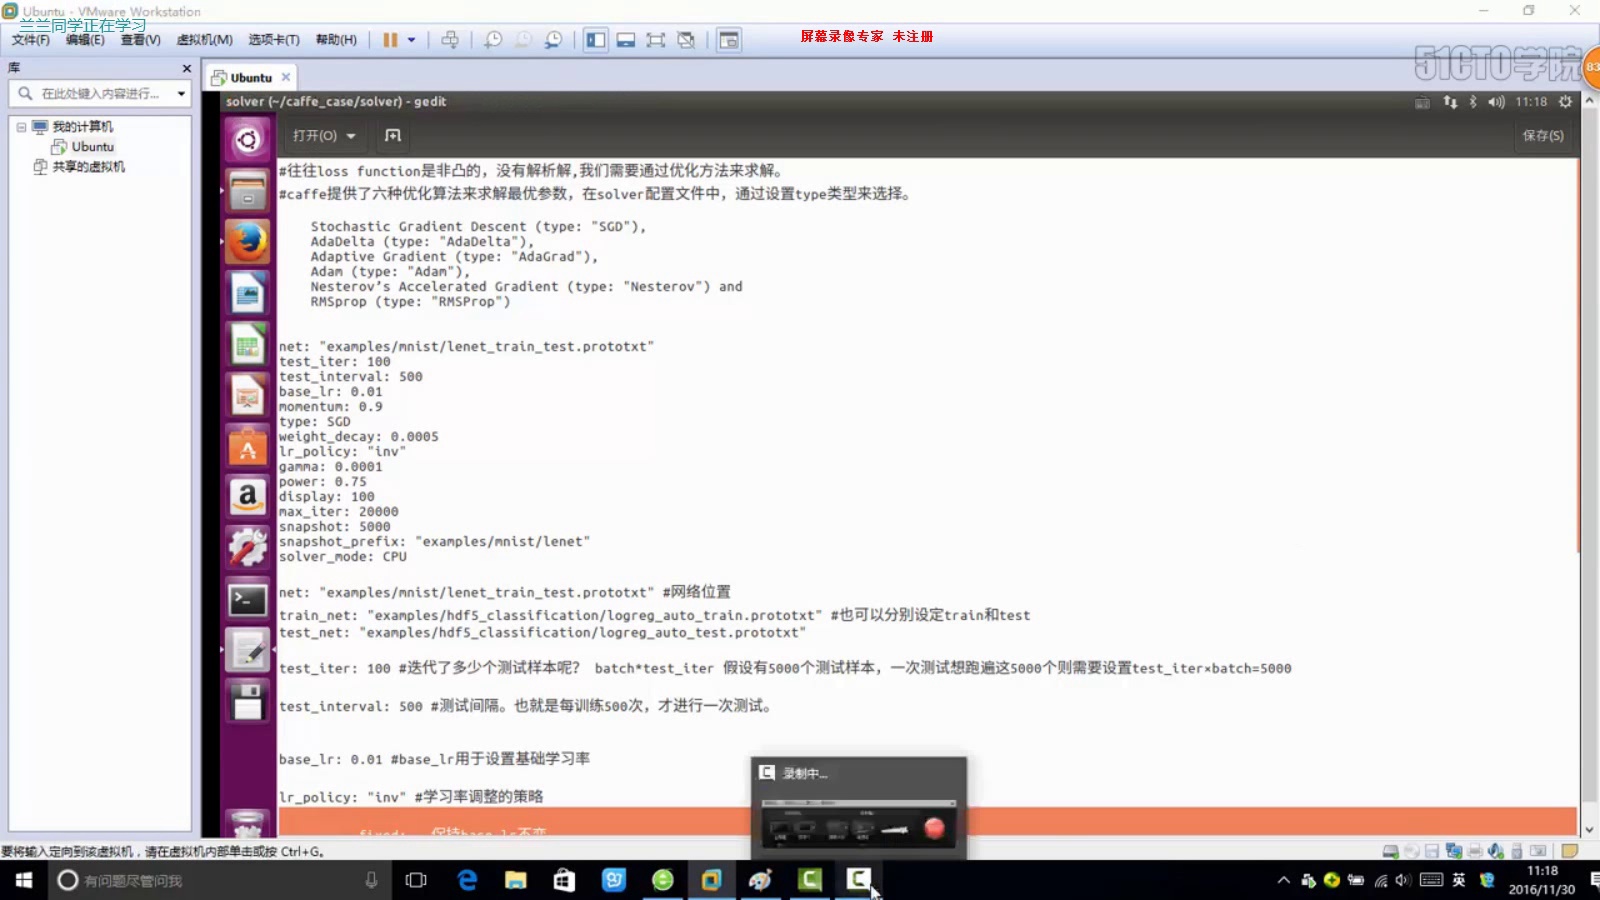 Ubuntu - VMware Workstation
兰兰同学正在学习
文件(F) 编辑(E) 查看(V) 虚拟机(M) 选项卡(T) 帮助(H)
屏幕录像专家 未注册
51CTO学院
83
库
在此处键入内容进行...
我的计算机
Ubuntu
共享的虚拟机
Ubuntu
solver (~/caffe_case/solver) - gedit
11:18
打开(O)
保存(S)
#往往loss function是非凸的，没有解析解,我们需要通过优化方法来求解。
#caffe提供了六种优化算法来求解最优参数，在solver配置文件中，通过设置type类型来选择。
Stochastic Gradient Descent (type: "SGD"),
AdaDelta (type: "AdaDelta"),
Adaptive Gradient (type: "AdaGrad"),
Adam (type: "Adam"),
Nesterov’s Accelerated Gradient (type: "Nesterov") and
RMSprop (type: "RMSProp")
net: "examples/mnist/lenet_train_test.prototxt"
test_iter: 100
test_interval: 500
base_lr: 0.01
momentum: 0.9
type: SGD
weight_decay: 0.0005
lr_policy: "inv"
gamma: 0.0001
power: 0.75
display: 100
max_iter: 20000
snapshot: 5000
snapshot_prefix: "examples/mnist/lenet"
solver_mode: CPU
net: "examples/mnist/lenet_train_test.prototxt" #网络位置
train_net: "examples/hdf5_classification/logreg_auto_train.prototxt" #也可以分别设定train和test
test_net: "examples/hdf5_classification/logreg_auto_test.prototxt"
test_iter: 100 #迭代了多少个测试样本呢？ batch*test_iter 假设有5000个测试样本，一次测试想跑遍这5000个则需要设置test_iter×batch=5000
test_interval: 500 #测试间隔。也就是每训练500次，才进行一次测试。
base_lr: 0.01 #base_lr用于设置基础学习率
lr_policy: "inv" #学习率调整的策略
fixed: 保持base_lr不变
录制中...
要将输入定向到该虚拟机，请在虚拟机内部单击或按 Ctrl+G。
有问题尽管问我
英
11:18
2016/11/30